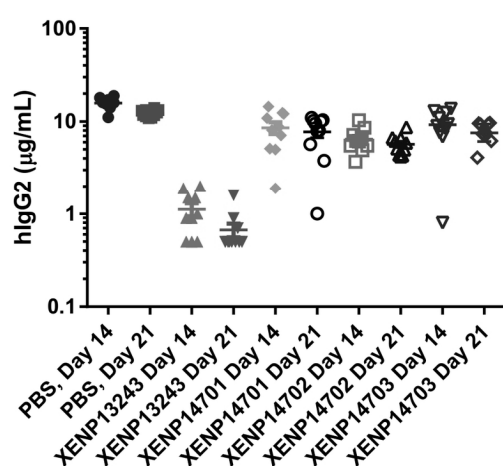 hIgG2 (μg/mL)
100
10
1
0.1
PBS, Day 14
PBS, Day 21
XENP13243 Day 14
XENP13243 Day 21
XENP14701 Day 14
XENP14701 Day 21
XENP14702 Day 14
XENP14702 Day 21
XENP14703 Day 14
XENP14703 Day 21